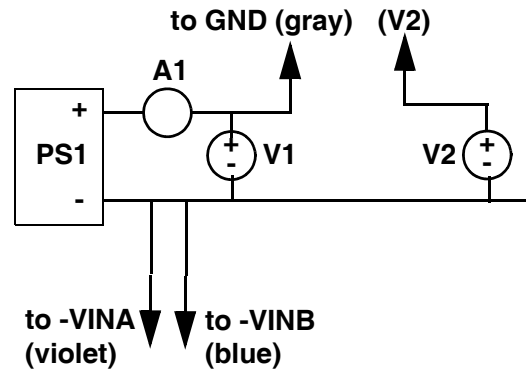 to GND (gray) (V2)
A1
+
PS1
-
+
-
V1
V2
+
-
to -VINA
(violet)
to -VINB
(blue)